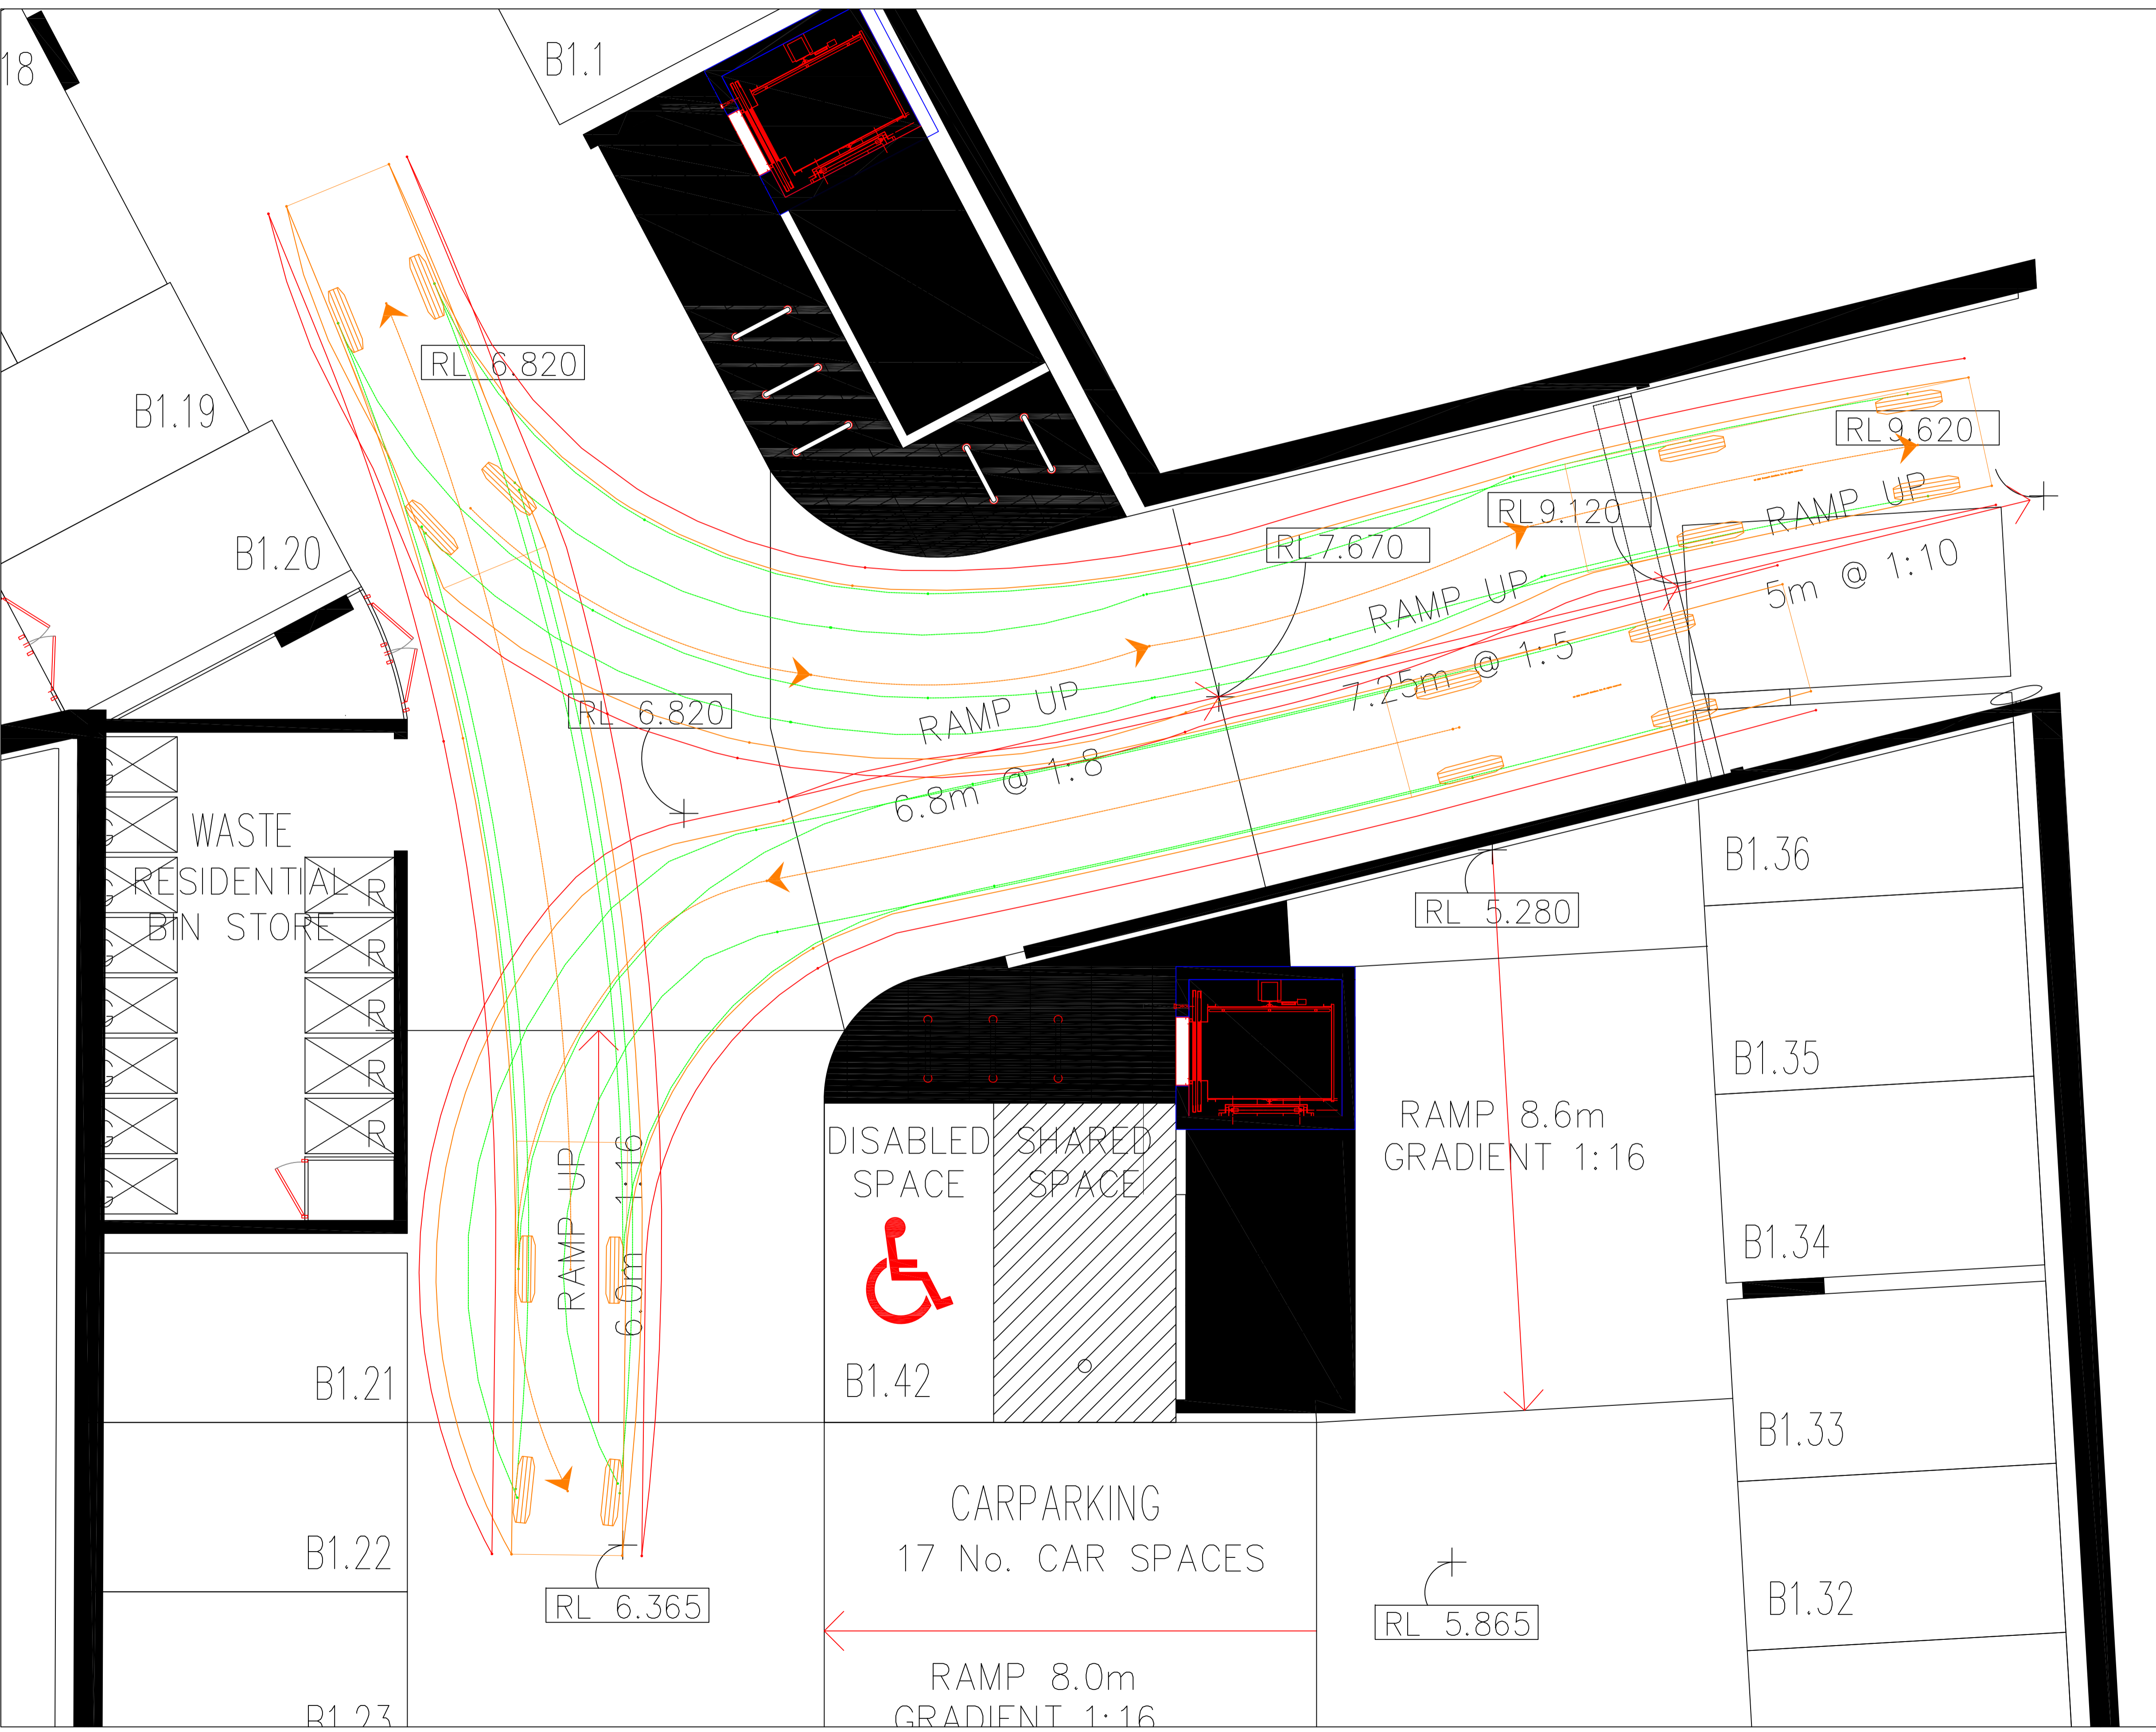 18
B1.1
RL 6.820
B1.19
RL 9.620
B1.20
RL 9.120
RAMP UP
RL 7.670
5m @ 1:10
RAMP UP
7.25m @ 1:5
RAMP UP
RL 6.820
6.8m @ 1:8
WASTE
RESIDENTIAL
BIN STORE
G
G
G
G
G
G
G
G
R
R
R
R
R
B1.36
RL 5.280
B1.35
RAMP 8.6m
GRADIENT 1:16
DISABLED
SPACE
SHARED
SPACE
RAMP UP
6.0m 1:16
B1.34
B1.21
B1.42
B1.33
CARPARKING
17 No. CAR SPACES
B1.22
B1.32
RL 6.365
RL 5.865
RAMP 8.0m
GRADIENT 1:16
B1.23